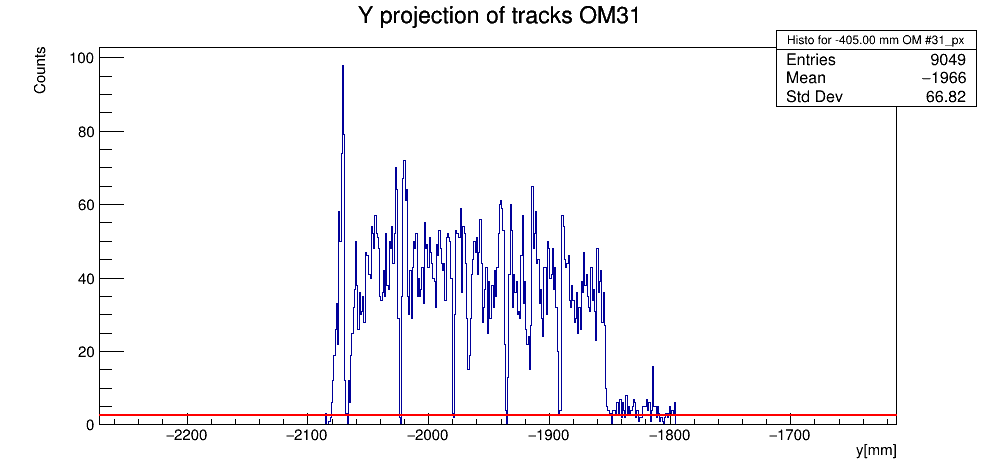 Y projection of tracks OM31
Histo for -405.00 mm OM #31_px
Entries 9049
Mean −1966
Std Dev 66.82
Counts
100
80
60
40
20
0
−2200 −2100 −2000 −1900 −1800 −1700
y[mm]